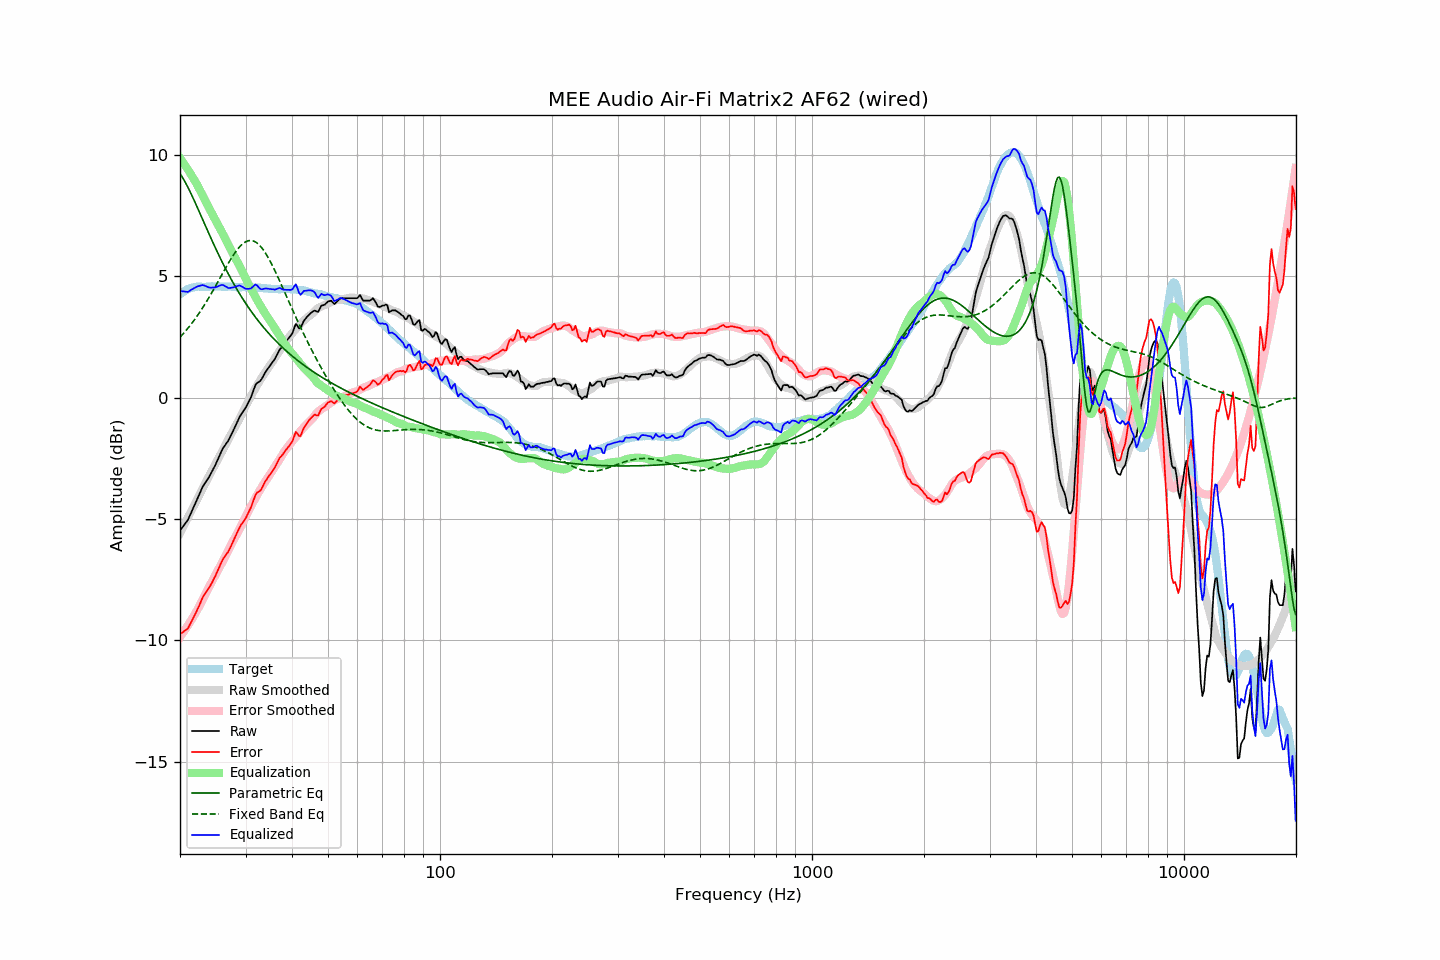 MEE Audio Air-Fi Matrix2 AF62 (wired)
Amplitude (dBr)
10
5
0
−5
−10
−15
Target
Raw Smoothed
Error Smoothed
Raw
Error
Equalization
Parametric Eq
Fixed Band Eq
Equalized
100
1000
10000
Frequency (Hz)